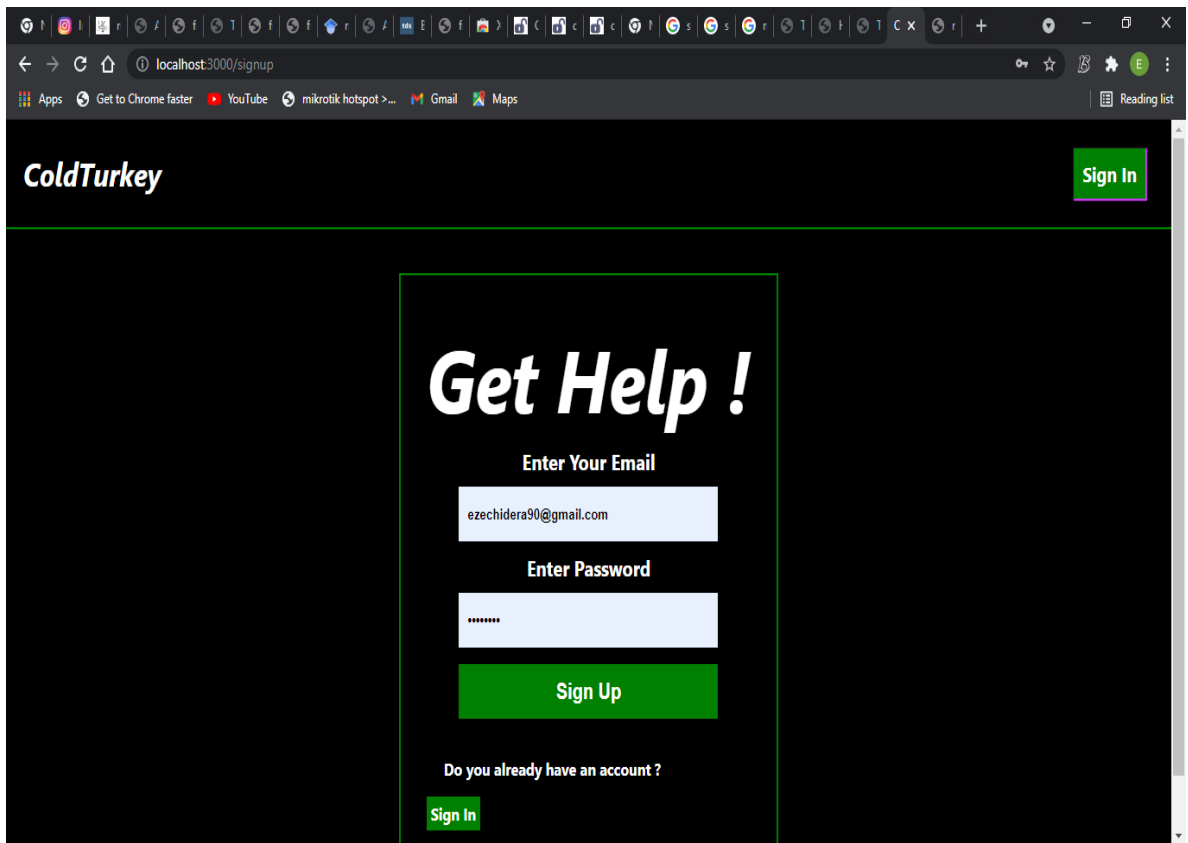 localhost:3000/signup
Apps Get to Chrome faster YouTube mikrotik hotspot >... Gmail Maps Reading list
ColdTurkey
Sign In
Get Help !
Enter Your Email
ezechidera90@gmail.com
Enter Password
••••••••
Sign Up
Do you already have an account ?
Sign In